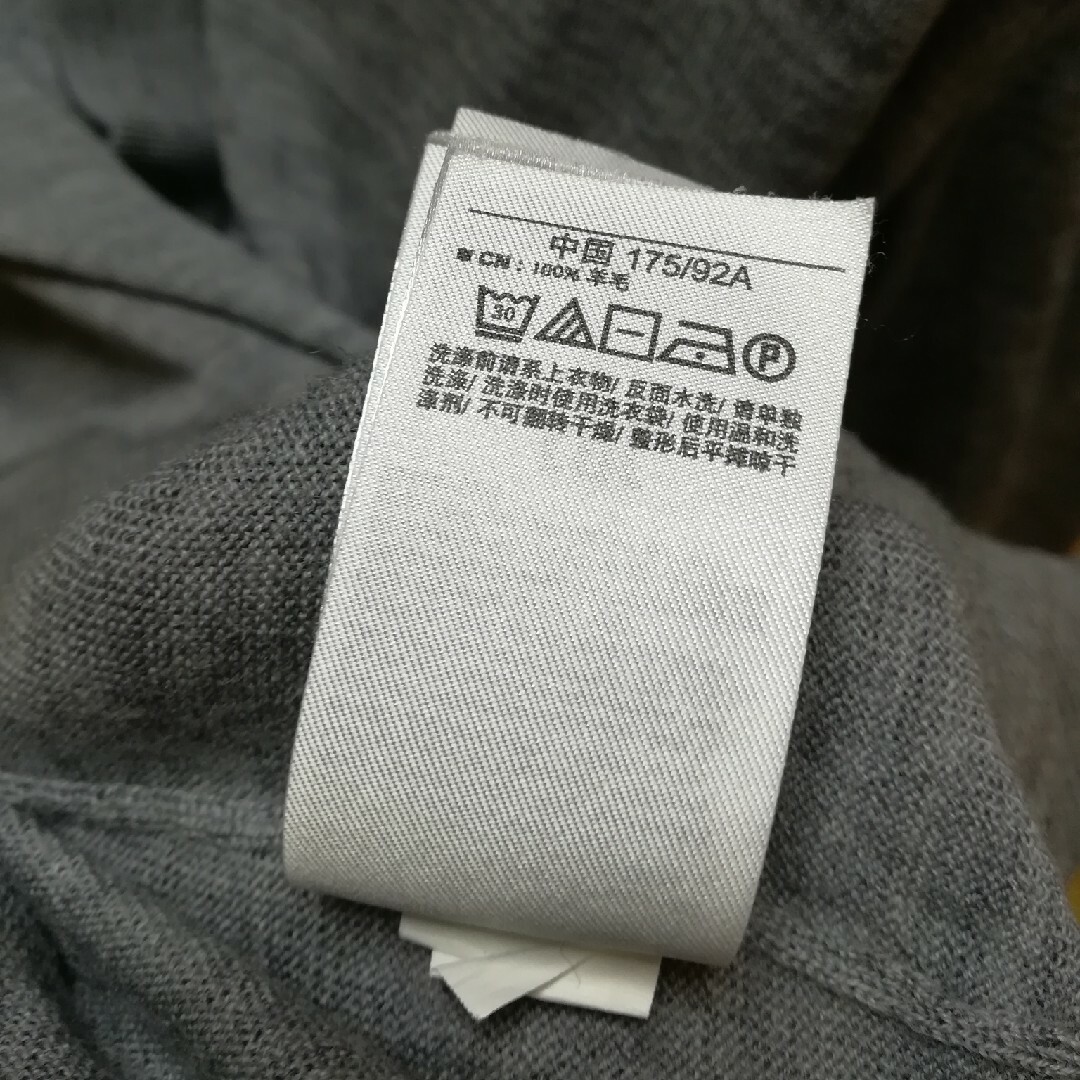 中国 175/92A
CN : 100% 羊毛
30 P
洗涤前请系上衣物/ 反面水洗/ 请单独
洗涤/ 洗涤时使用洗衣袋/ 使用温和洗
涤剂/ 不可翻转干燥/ 整形后平摊晾干